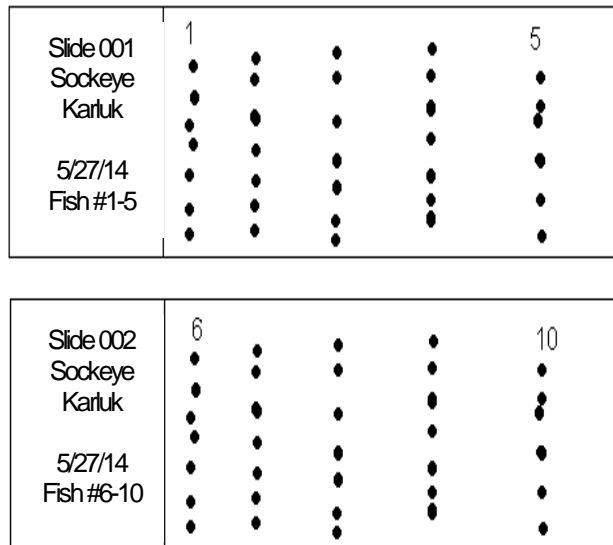 Slide 001
Sockeye
Karluk
5/27/14
Fish #1-5
1
5
Slide 002
Sockeye
Karluk
5/27/14
Fish #6-10
6
10